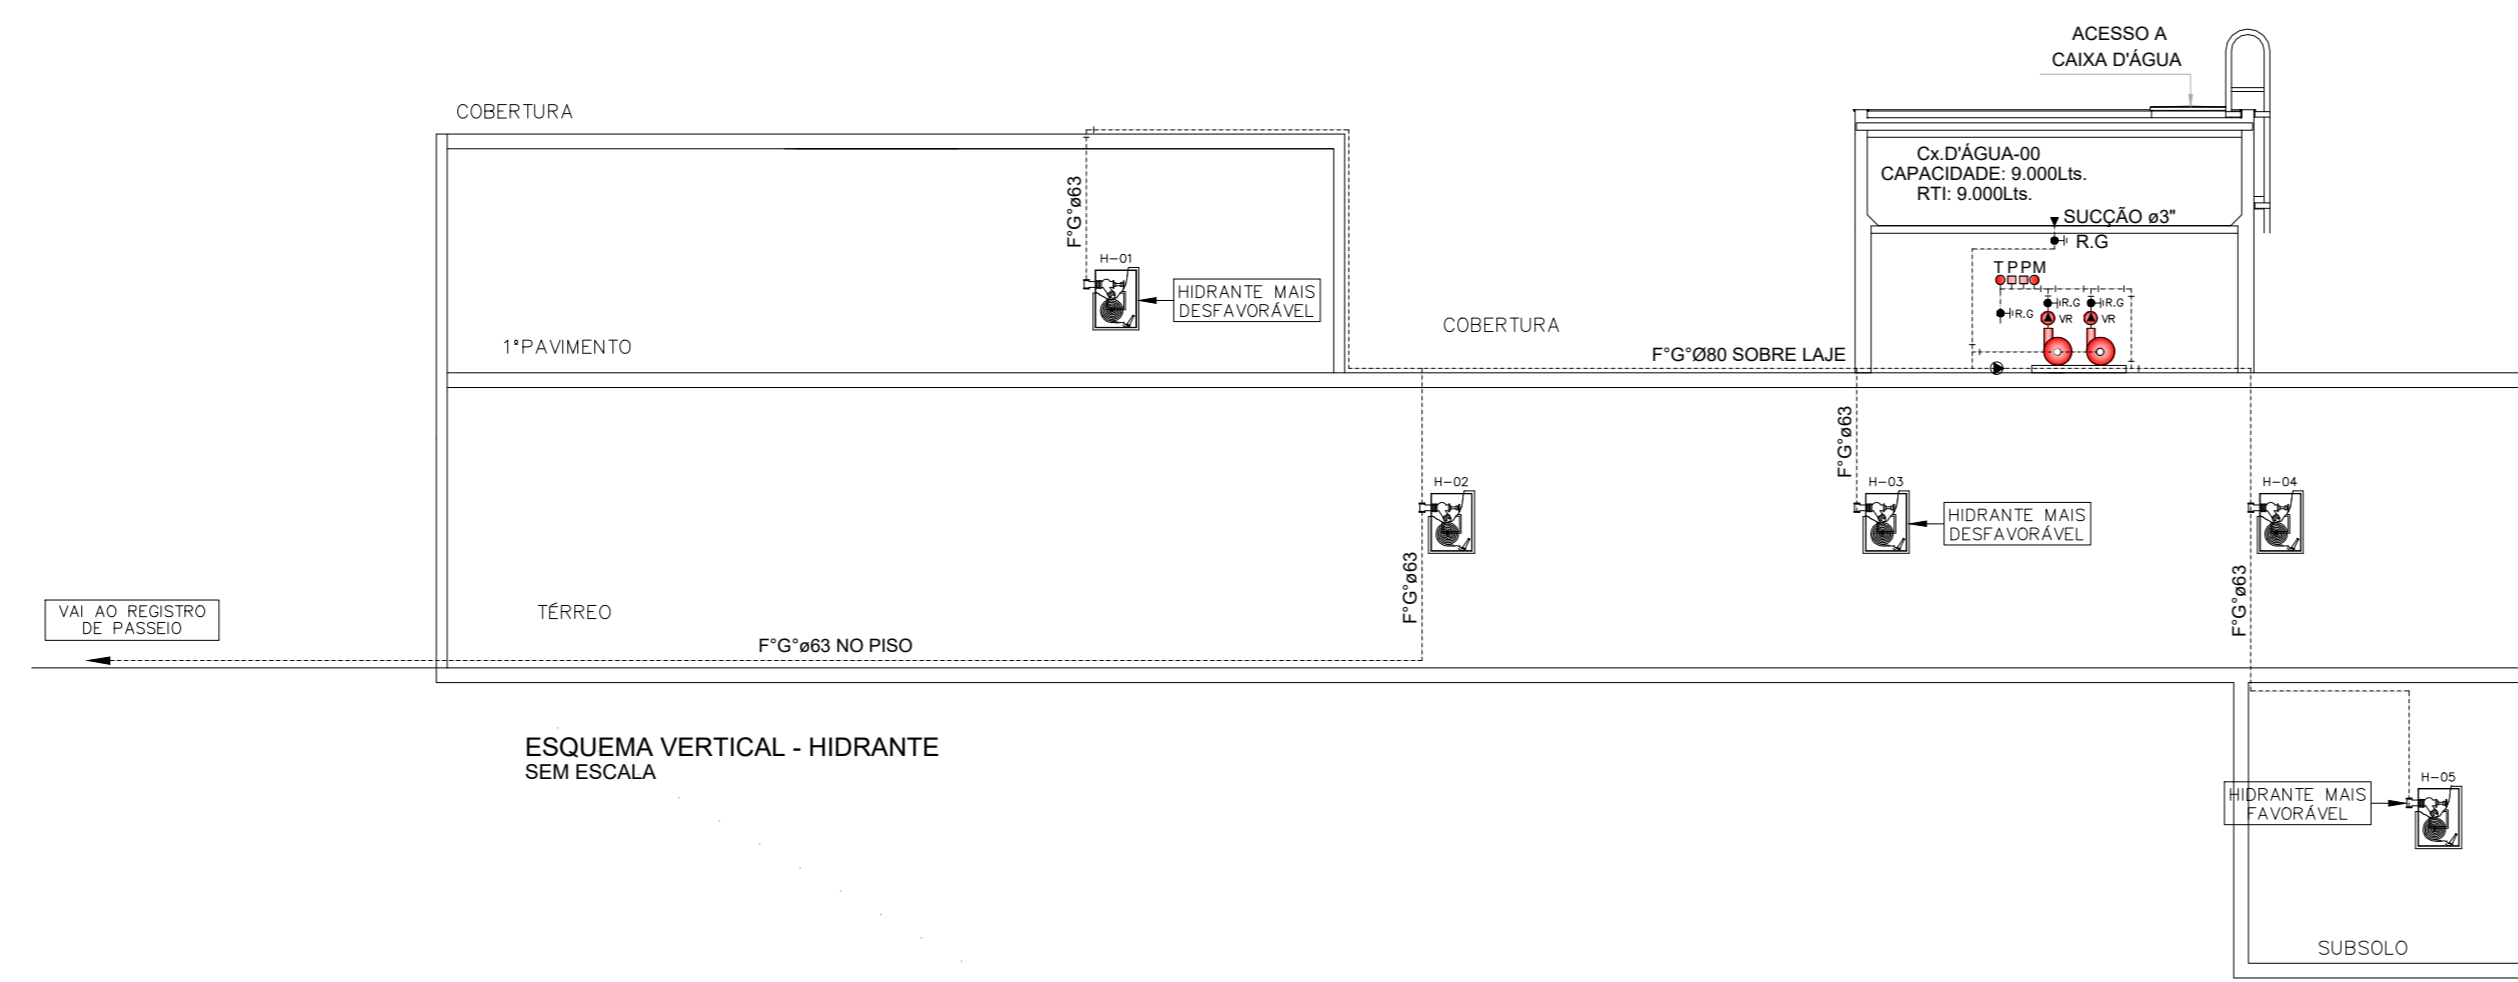 ACESSO A
CAIXA D'ÁGUA
COBERTURA
Cx.D'ÁGUA-00
CAPACIDADE: 9.000Lts.
RTI: 9.000Lts.
SUCÇÃO ø3"
R.G
F°G°ø63
H-01
HIDRANTE MAIS
DESFAVORÁVEL
1°PAVIMENTO
COBERTURA
F°G°Ø80 SOBRE LAJE
T P P M
R.G
R.G
R.G
VR
VR
F°G°ø63
H-02
F°G°ø63
H-03
HIDRANTE MAIS
DESFAVORÁVEL
H-04
F°G°ø63
VAI AO REGISTRO
DE PASSEIO
TÉRREO
F°G°ø63 NO PISO
ESQUEMA VERTICAL - HIDRANTE
SEM ESCALA
H-05
HIDRANTE MAIS
FAVORÁVEL
SUBSOLO